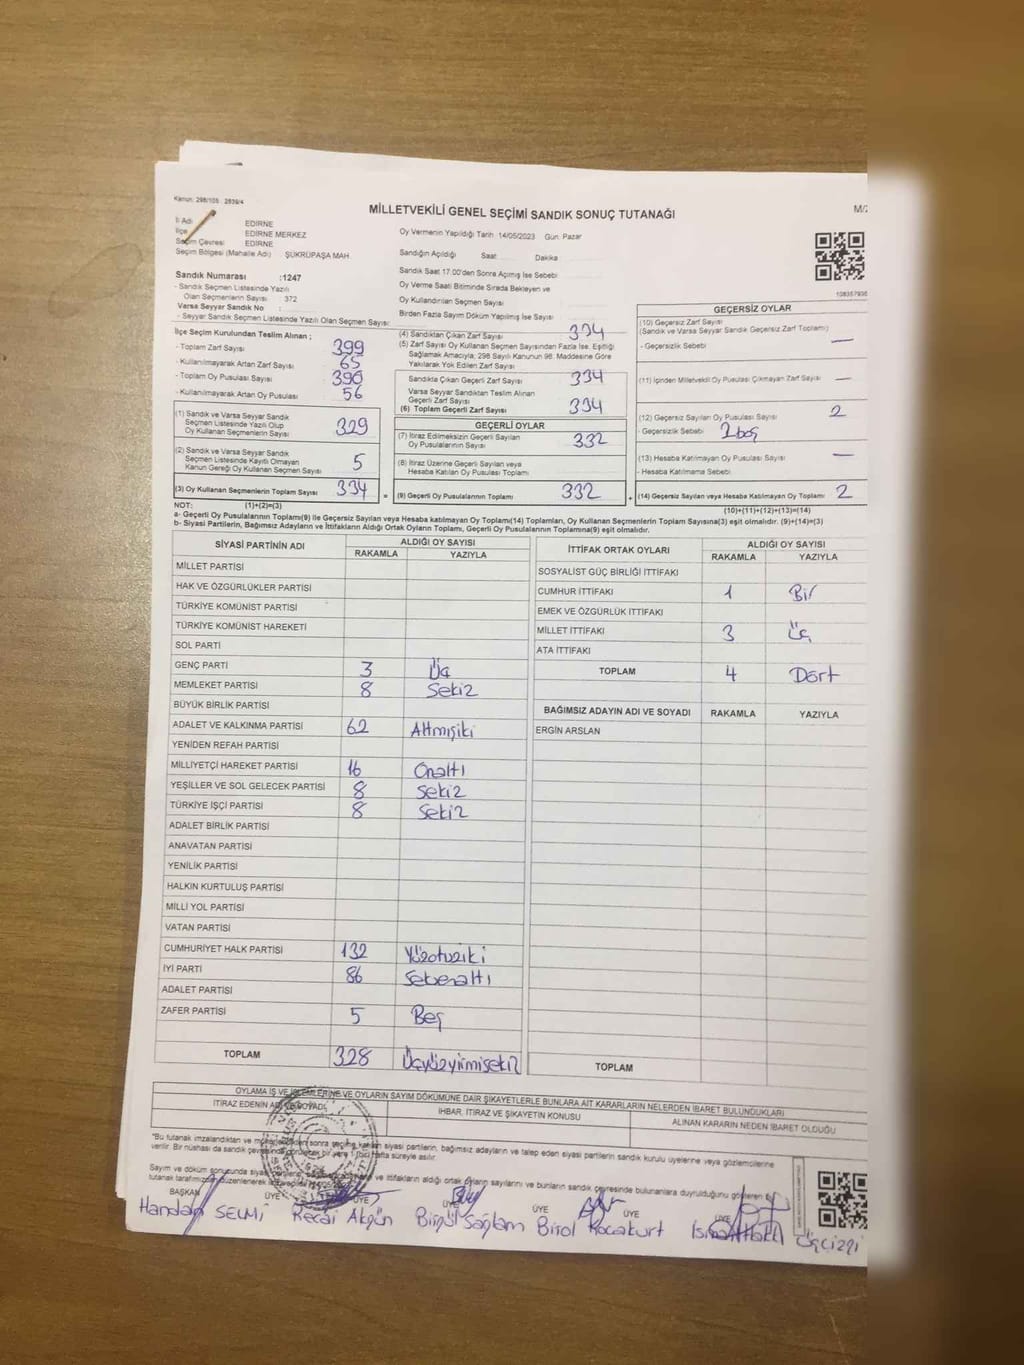 Kanun: 298/105 2839/4
MİLLETVEKİLİ GENEL SEÇİMİ SANDIK SONUÇ TUTANAĞI
İl Adı EDİRNE
İlçe EDİRNE MERKEZ
Seçim Çevresi EDİRNE
Seçim Bölgesi (Mahalle Adı) ŞÜKRÜPAŞA MAH.
Sandık Numarası :1247
- Sandık Seçmen Listesinde Yazılı
Olan Seçmenlerin Sayısı 372
Varsa Seyyar Sandık No :
- Seyyar Sandık Seçmen Listesinde Yazılı Olan Seçmen Sayısı:
Oy Vermenin Yapıldığı Tarih 14/05/2023 Gün: Pazar
Sandığın Açıldığı Saat Dakika
Sandık Saat 17.00'den Sonra Açılmış İse Sebebi
Oy Verme Saati Bitiminde Sırada Bekleyen ve
Oy Kullandırılan Seçmen Sayısı
Birden Fazla Sayım Döküm Yapılmış İse Sayısı
İlçe Seçim Kurulundan Teslim Alınan ;
- Toplam Zarf Sayısı 399
- Kullanılmayarak Artan Zarf Sayısı 65
- Toplam Oy Pusulası Sayısı 390
- Kullanılmayarak Artan Oy Pusulası 56
(1) Sandık ve Varsa Seyyar Sandık
Seçmen Listesinde Yazılı Olup
Oy Kullanan Seçmenlerin Sayısı 329
(2) Sandık ve Varsa Seyyar Sandık
Seçmen Listesinde Kayıtlı Olmayan
Kanun Gereği Oy Kullanan Seçmen Sayısı 5
(3) Oy Kullanan Seçmenlerin Toplam Sayısı 334
(1)+(2)=(3)
(4) Sandıktan Çıkan Zarf Sayısı 334
(5) Zarf Sayısı Oy Kullanan Seçmen Sayısından Fazla İse, Eşitliği
Sağlamak Amacıyla; 298 Sayılı Kanunun 98. Maddesine Göre
Yakılarak Yok Edilen Zarf Sayısı
Sandıkta Çıkan Geçerli Zarf Sayısı 334
Varsa Seyyar Sandıktan Teslim Alınan
Geçerli Zarf Sayısı
(6) Toplam Geçerli Zarf Sayısı 334
GEÇERLİ OYLAR
(7) İtiraz Edilmeksizin Geçerli Sayılan
Oy Pusulalarının Sayısı 332
(8) İtiraz Üzerine Geçerli Sayılan veya
Hesaba Katılan Oy Pusulası Toplamı
= (9) Geçerli Oy Pusulalarının Toplamı 332
GEÇERSİZ OYLAR
(10) Geçersiz Zarf Sayısı
(Sandık ve Varsa Seyyar Sandık Geçersiz Zarf Toplamı)
- Geçersizlik Sebebi —
(11) İçinden Milletvekili Oy Pusulası Çıkmayan Zarf Sayısı —
(12) Geçersiz Sayılan Oy Pusulası Sayısı 2
- Geçersizlik Sebebi boş
(13) Hesaba Katılmayan Oy Pusulası Sayısı —
- Hesaba Katılmama Sebebi
+ (14) Geçersiz Sayılan veya Hesaba Katılmayan Oy Toplamı 2
(10)+(11)+(12)+(13)=(14)
NOT:
a- Geçerli Oy Pusulalarının Toplamı(9) ile Geçersiz Sayılan veya Hesaba katılmayan Oy Toplamı(14) Toplamları, Oy Kullanan Seçmenlerin Toplam Sayısına(3) eşit olmalıdır. (9)+(14)=(3)
b- Siyasi Partilerin, Bağımsız Adayların ve İttifakların Aldığı Ortak Oyların Toplamı, Geçerli Oy Pusulalarının Toplamına(9) eşit olmalıdır.
SİYASİ PARTİNİN ADI ALDIĞI OY SAYISI
RAKAMLA YAZIYLA
MİLLET PARTİSİ
HAK VE ÖZGÜRLÜKLER PARTİSİ
TÜRKİYE KOMÜNİST PARTİSİ
TÜRKİYE KOMÜNİST HAREKETİ
SOL PARTİ
GENÇ PARTİ 3 Üç
MEMLEKET PARTİSİ 8 Sekiz
BÜYÜK BİRLİK PARTİSİ
ADALET VE KALKINMA PARTİSİ 62 Altmışiki
YENİDEN REFAH PARTİSİ
MİLLİYETÇİ HAREKET PARTİSİ 16 Onaltı
YEŞİLLER VE SOL GELECEK PARTİSİ 8 Sekiz
TÜRKİYE İŞÇİ PARTİSİ 8 Sekiz
ADALET BİRLİK PARTİSİ
ANAVATAN PARTİSİ
YENİLİK PARTİSİ
HALKIN KURTULUŞ PARTİSİ
MİLLİ YOL PARTİSİ
VATAN PARTİSİ
CUMHURİYET HALK PARTİSİ 132 Yüzotuziki
İYİ PARTİ 86 Seksenaltı
ADALET PARTİSİ
ZAFER PARTİSİ 5 Beş
TOPLAM 328 Üçyüzyirmisekiz
İTTİFAK ORTAK OYLARI ALDIĞI OY SAYISI
RAKAMLA YAZIYLA
SOSYALİST GÜÇ BİRLİĞİ İTTİFAKI
CUMHUR İTTİFAKI 1 Bir
EMEK VE ÖZGÜRLÜK İTTİFAKI
MİLLET İTTİFAKI 3 Üç
ATA İTTİFAKI
TOPLAM 4 Dört
BAĞIMSIZ ADAYIN ADI VE SOYADI RAKAMLA YAZIYLA
ERGİN ARSLAN
TOPLAM
OYLAMA İŞ VE İŞLEMLERİNE VE OYLARIN SAYIM DÖKÜMÜNE DAİR ŞİKAYETLERLE BUNLARA AİT KARARLARIN NELERDEN İBARET BULUNDUKLARI
İTİRAZ EDENİN ADI VE SOYADI İHBAR, İTİRAZ VE ŞİKAYETİN KONUSU ALINAN KARARIN NEDEN İBARET OLDUĞU
*Bu tutanak imzalandıktan ve sonra seçime katılan siyasi partilerin, bağımsız adayların ve talep eden siyasi partilerin sandık kurulu üyelerine veya gözlemcilerine
verilir. Bir nüshası da sandık bir yere 1 hafta süreyle asılır.
Sayım ve döküm sonucunda ve ittifakların aldığı ortak oyların sayılarını ve bunların sandık çevresinde bulunanlara duyrulduğunu gösteren
tutanak tarafımızdan düzenlenerek
BAŞKAN ÜYE ÜYE ÜYE ÜYE ÜYE ÜYE
Handan SELMİ Recai Akgün Birgül Sağlam Birol Kocakurt İsmail Hakkı Üçcizgi